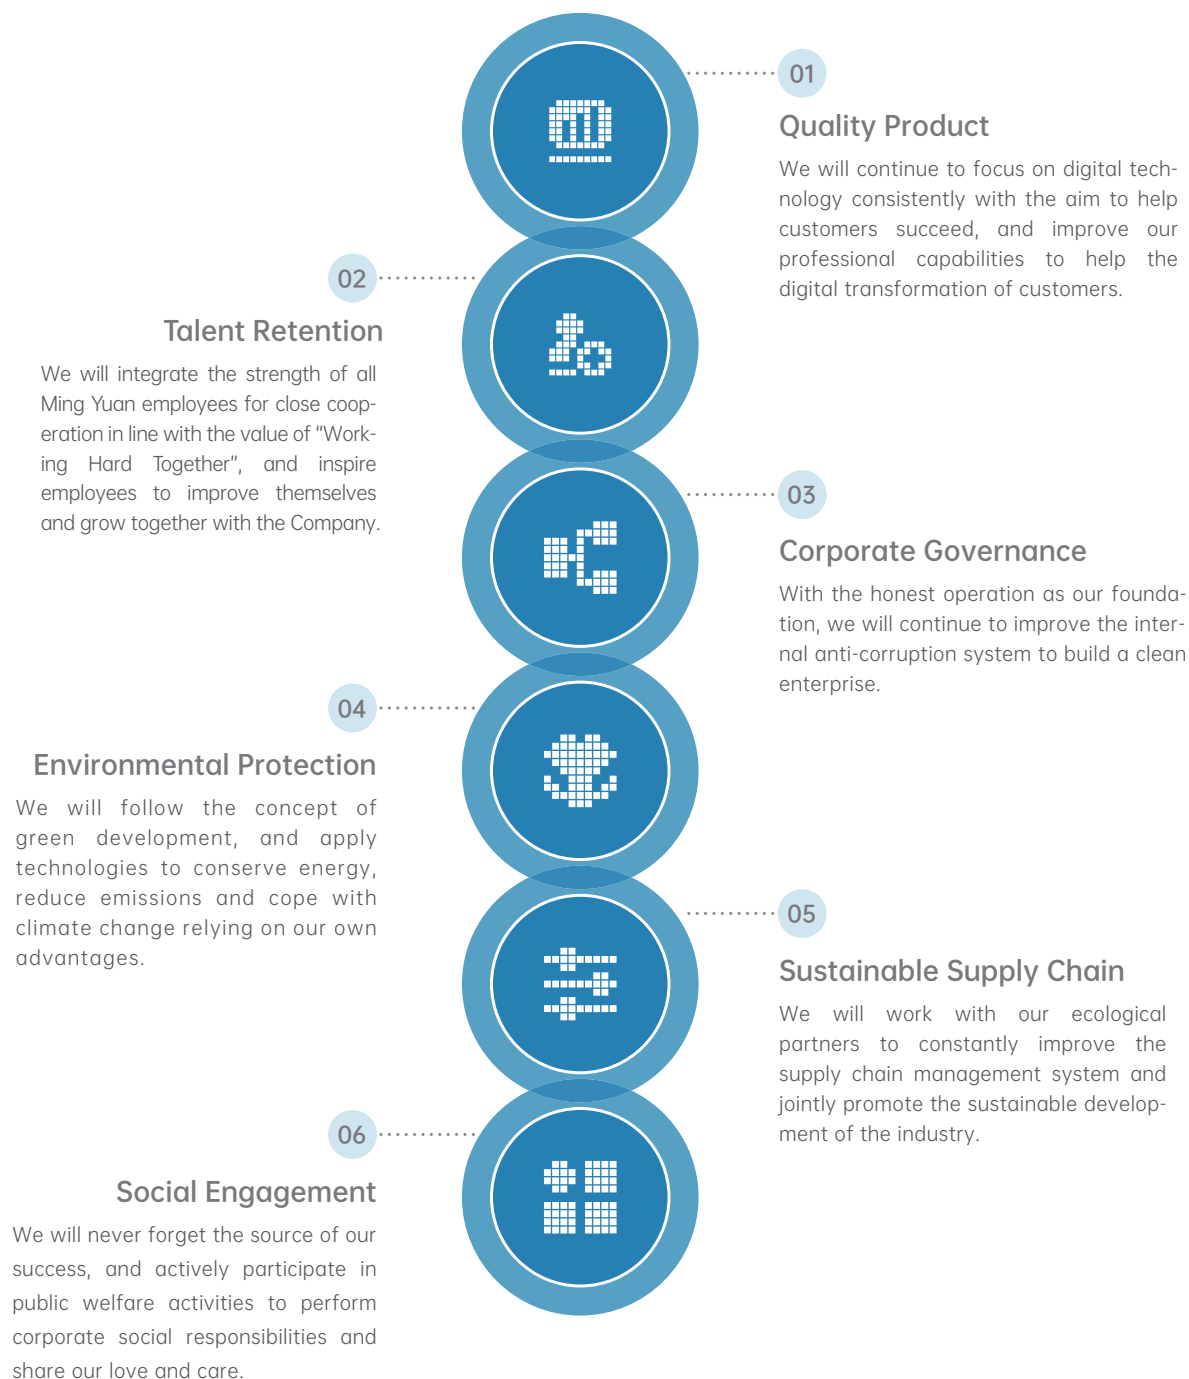 01
Quality Product
We will continue to focus on digital tech-
nology consistently with the aim to help
customers succeed, and improve our
professional capabilities to help the
digital transformation of customers.
02
Talent Retention
We will integrate the strength of all
Ming Yuan employees for close coop-
eration in line with the value of “Work-
ing Hard Together”, and inspire
employees to improve themselves
and grow together with the Company.
03
Corporate Governance
With the honest operation as our founda-
tion, we will continue to improve the inter-
nal anti-corruption system to build a clean
enterprise.
04
Environmental Protection
We will follow the concept of
green development, and apply
technologies to conserve energy,
reduce emissions and cope with
climate change relying on our own
advantages.
05
Sustainable Supply Chain
We will work with our ecological
partners to constantly improve the
supply chain management system and
jointly promote the sustainable develop-
ment of the industry.
06
Social Engagement
We will never forget the source of our
success, and actively participate in
public welfare activities to perform
corporate social responsibilities and
share our love and care.